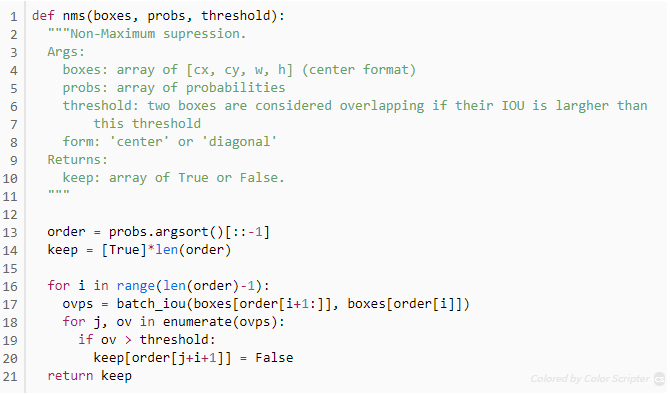 1 def nms(boxes, probs, threshold):
2   """Non-Maximum supression.
3   Args:
4     boxes: array of [cx, cy, w, h] (center format)
5     probs: array of probabilities
6     threshold: two boxes are considered overlapping if their IOU is largher than
7         this threshold
8     form: 'center' or 'diagonal'
9   Returns:
10     keep: array of True or False.
11   """
12
13   order = probs.argsort()[::-1]
14   keep = [True]*len(order)
15
16   for i in range(len(order)-1):
17     ovps = batch_iou(boxes[order[i+1:]], boxes[order[i]])
18     for j, ov in enumerate(ovps):
19       if ov > threshold:
20         keep[order[j+i+1]] = False
21   return keep
Colored by Color Scripter cs